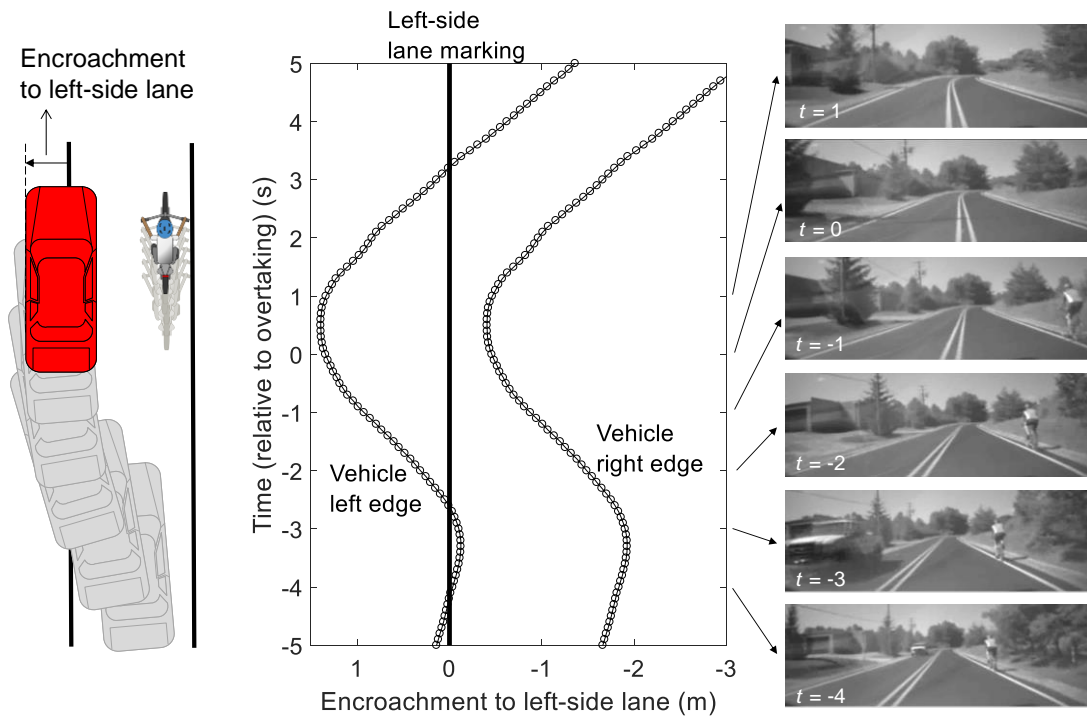 Encroachment
to left-side lane
Left-side
lane marking
5
4
3
2
1
0
-1
-2
-3
-4
-5
Time (relative to overtaking) (s)
Vehicle
left edge
Vehicle
right edge
1
0
-1
-2
-3
Encroachment to left-side lane (m)
t = 1
t = 0
t = -1
t = -2
t = -3
t = -4